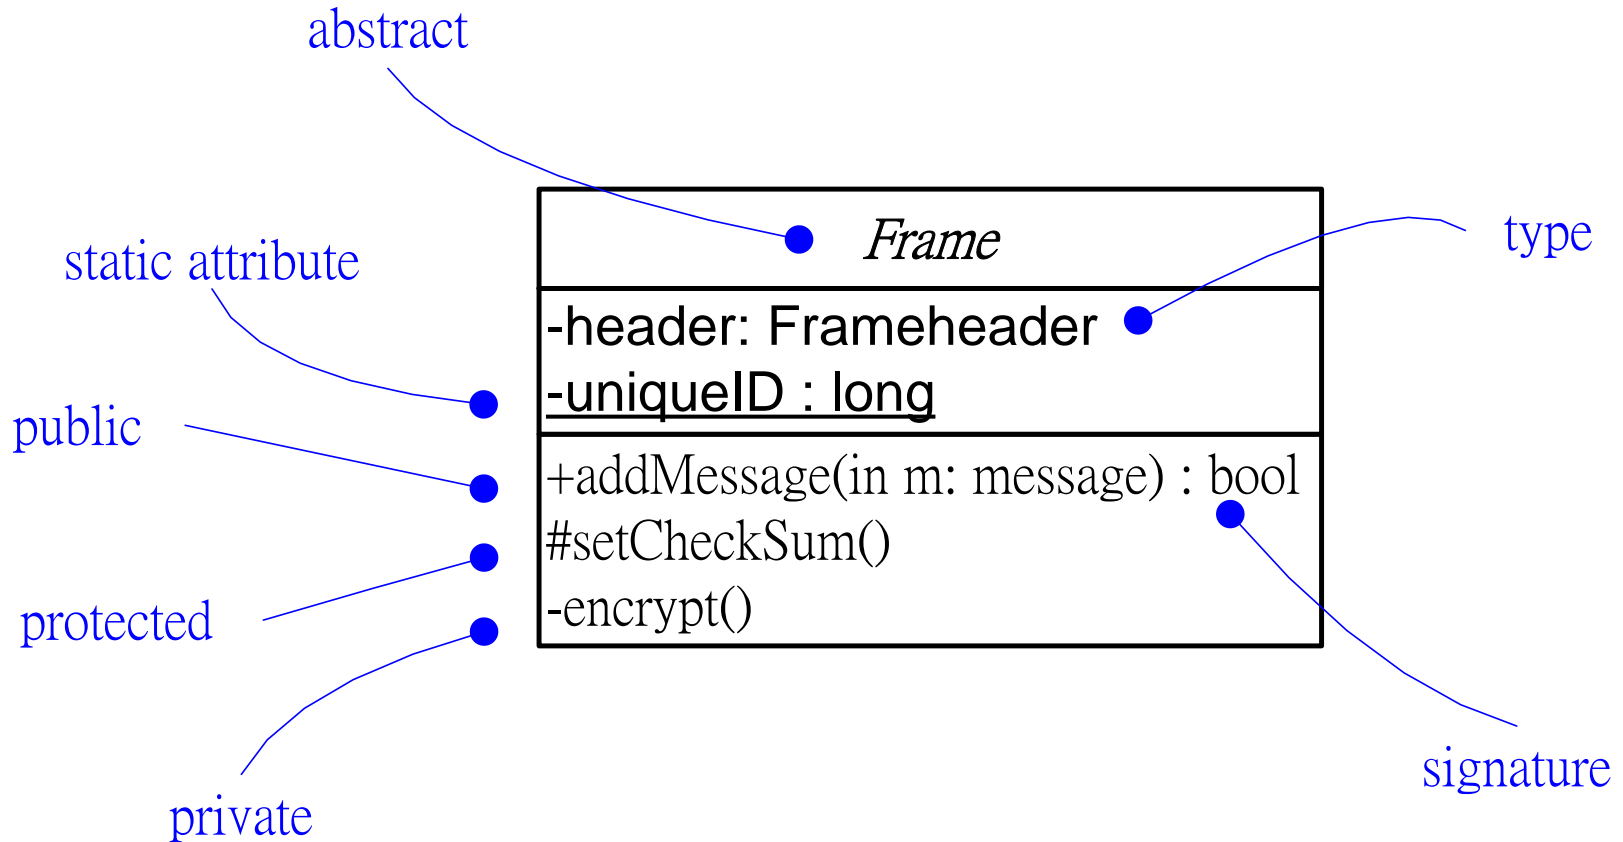 abstract
Frame
type
static attribute
-header: Frameheader
-uniqueID : long
public
+addMessage(in m: message) : bool
#setCheckSum()
protected
-encrypt()
signature
private